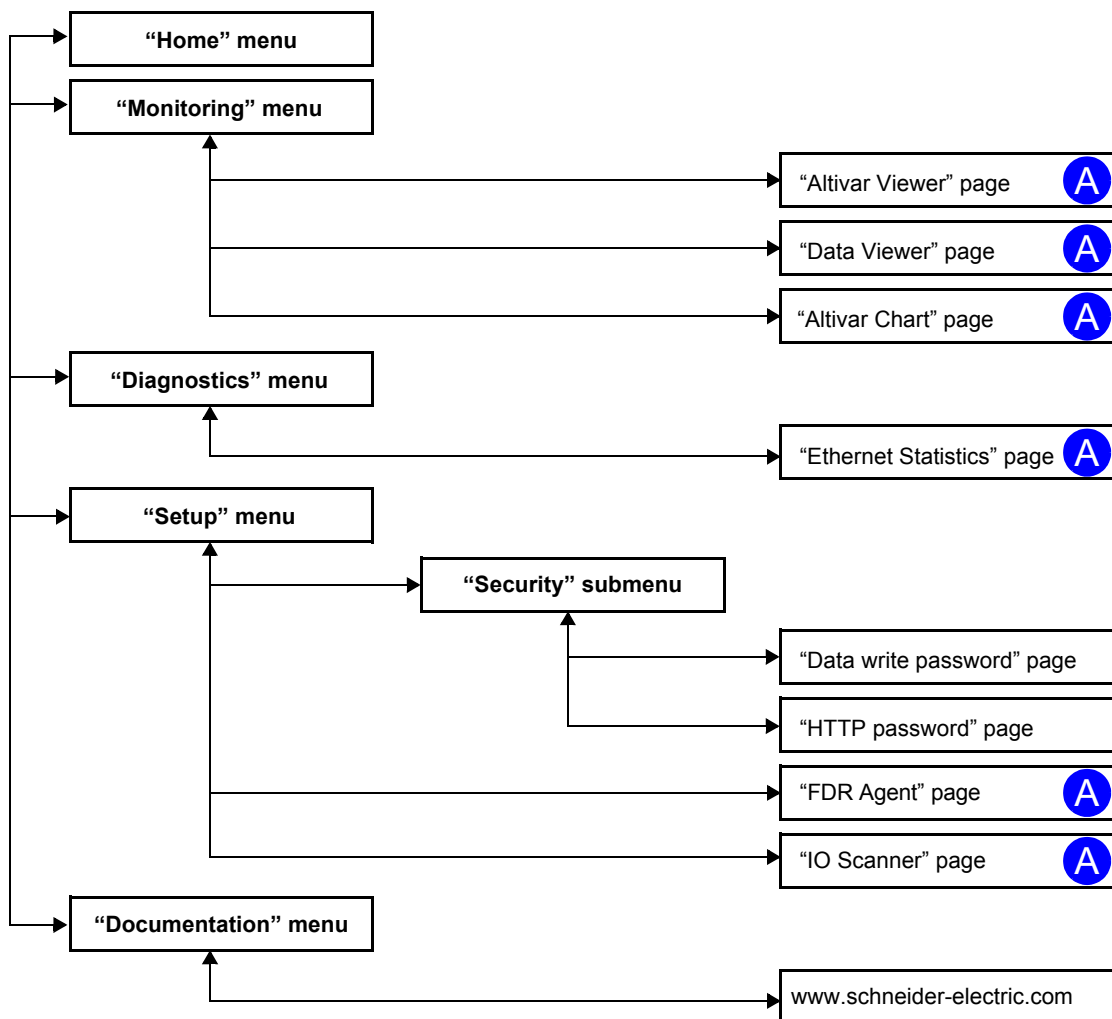 “Home” menu
“Monitoring” menu
“Altivar Viewer” page A
“Data Viewer” page A
“Altivar Chart” page A
“Diagnostics” menu
“Ethernet Statistics” page A
“Setup” menu
“Security” submenu
“Data write password” page
“HTTP password” page
“FDR Agent” page A
“IO Scanner” page A
“Documentation” menu
www.schneider-electric.com